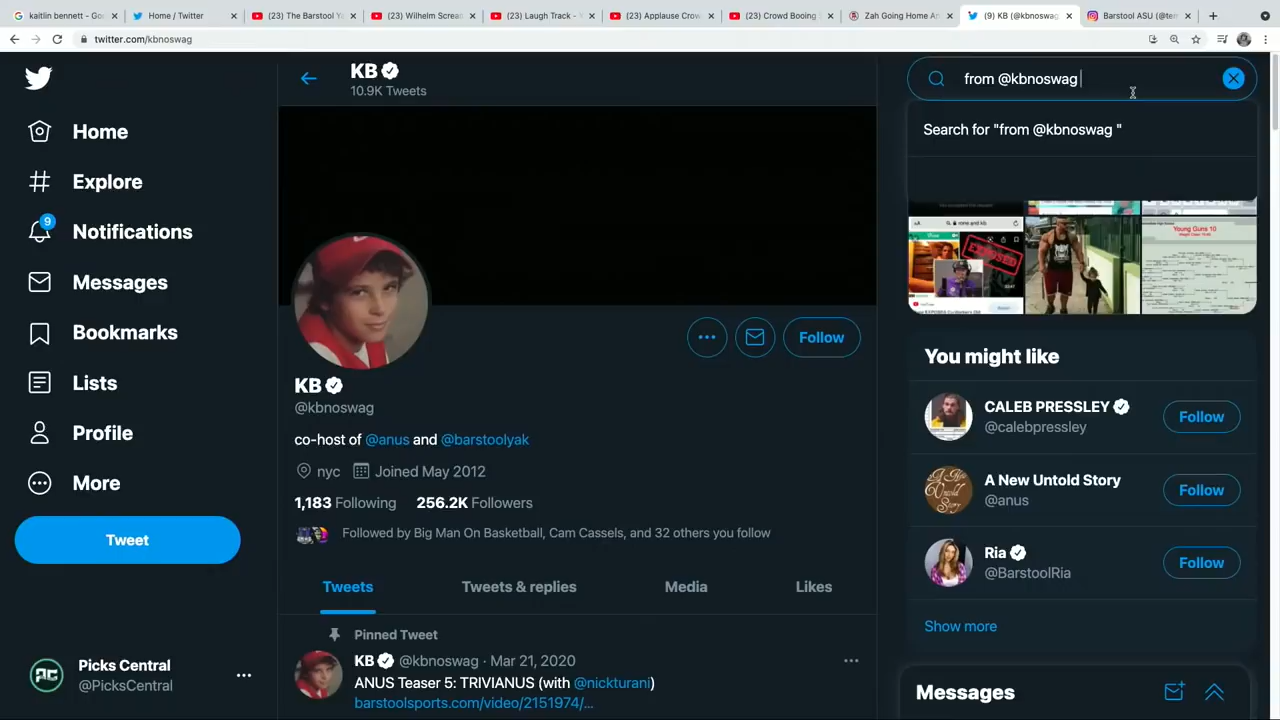 kaitlin bennett - Go
Home / Twitter
(23) The Barstool Y
(23) Wilhelm Screa
(23) Laugh Track -
(23) Applause Crow
(23) Crowd Booing S
Zah Going Home A
(9) KB (@kbnoswag
Barstool ASU (@te
twitter.com/kbnoswag
KB
10.9K Tweets
from @kbnoswag
Search for "from @kbnoswag "
Home
Explore
9
Notifications
Messages
Bookmarks
Lists
Profile
More
Tweet
Picks Central
@PicksCentral
Follow
KB
@kbnoswag
co-host of @anus and @barstoolyak
nyc Joined May 2012
1,183 Following 256.2K Followers
Followed by Big Man On Basketball, Cam Cassels, and 32 others you follow
Tweets Tweets & replies Media Likes
Pinned Tweet
KB @kbnoswag · Mar 21, 2020
ANUS Teaser 5: TRIVIANUS (with @nickturani)
barstoolsports.com/video/2151974/...
EXPOSED
Young Guns 10
You might like
CALEB PRESSLEY
@calebpressley
Follow
A New Untold Story
@anus
Follow
Ria
@BarstoolRia
Follow
Show more
Messages